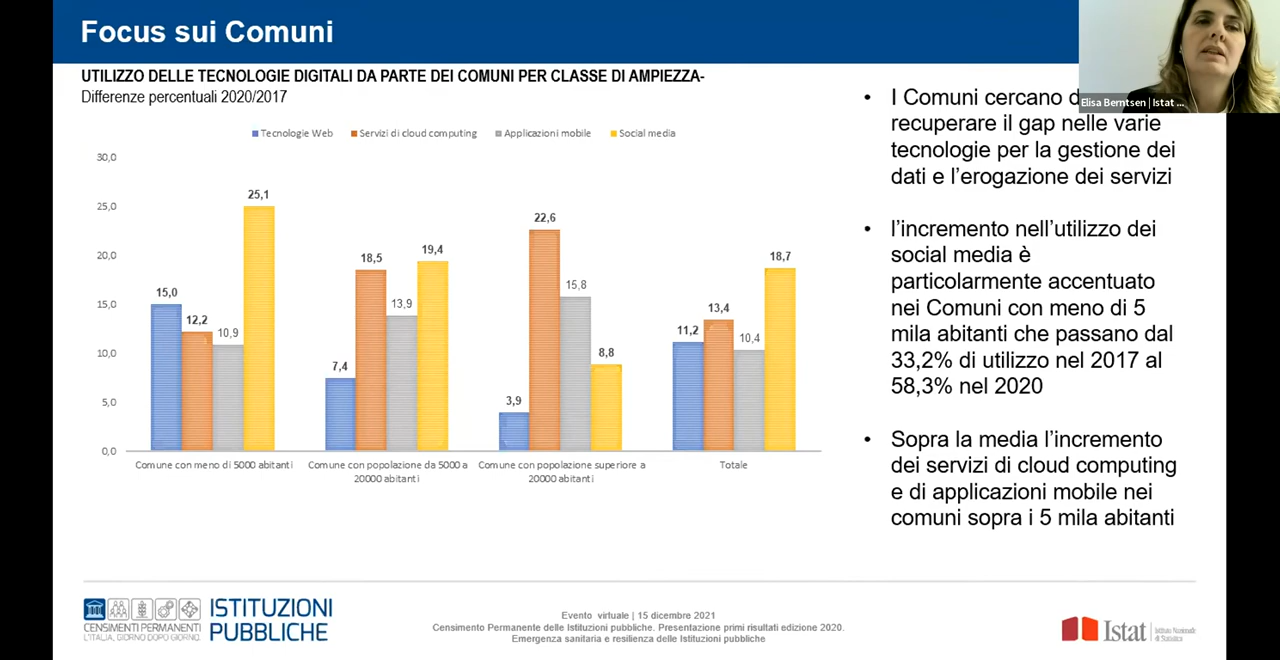 Focus sui Comuni
UTILIZZO DELLE TECNOLOGIE DIGITALI DA PARTE DEI COMUNI PER CLASSE DI AMPIEZZA-
Differenze percentuali 2020/2017
Tecnologie Web
Servizi di cloud computing
Applicazioni mobile
Social media
30,0
25,0
20,0
15,0
10,0
5,0
0,0
15,0
12,2
10,9
25,1
7,4
18,5
13,9
19,4
3,9
22,6
15,8
8,8
11,2
13,4
10,4
18,7
Comune con meno di 5000 abitanti
Comune con popolazione da 5000 a
20000 abitanti
Comune con popolazione superiore a
20000 abitanti
Totale
Elisa Berntsen | Istat ...
• I Comuni cercano
recuperare il gap nelle varie
tecnologie per la gestione dei
dati e l'erogazione dei servizi
• l'incremento nell'utilizzo dei
social media è
particolarmente accentuato
nei Comuni con meno di 5
mila abitanti che passano dal
33,2% di utilizzo nel 2017 al
58,3% nel 2020
• Sopra la media l'incremento
dei servizi di cloud computing
e di applicazioni mobile nei
comuni sopra i 5 mila abitanti
CENSIMENTI PERMANENTI
L'ITALIA, GIORNO DOPO GIORNO.
ISTITUZIONI
PUBBLICHE
Evento virtuale | 15 dicembre 2021
Censimento Permanente delle Istituzioni pubbliche. Presentazione primi risultati edizione 2020.
Emergenza sanitaria e resilienza delle Istituzioni pubbliche
Istat
Istituto Nazionale
di Statistica